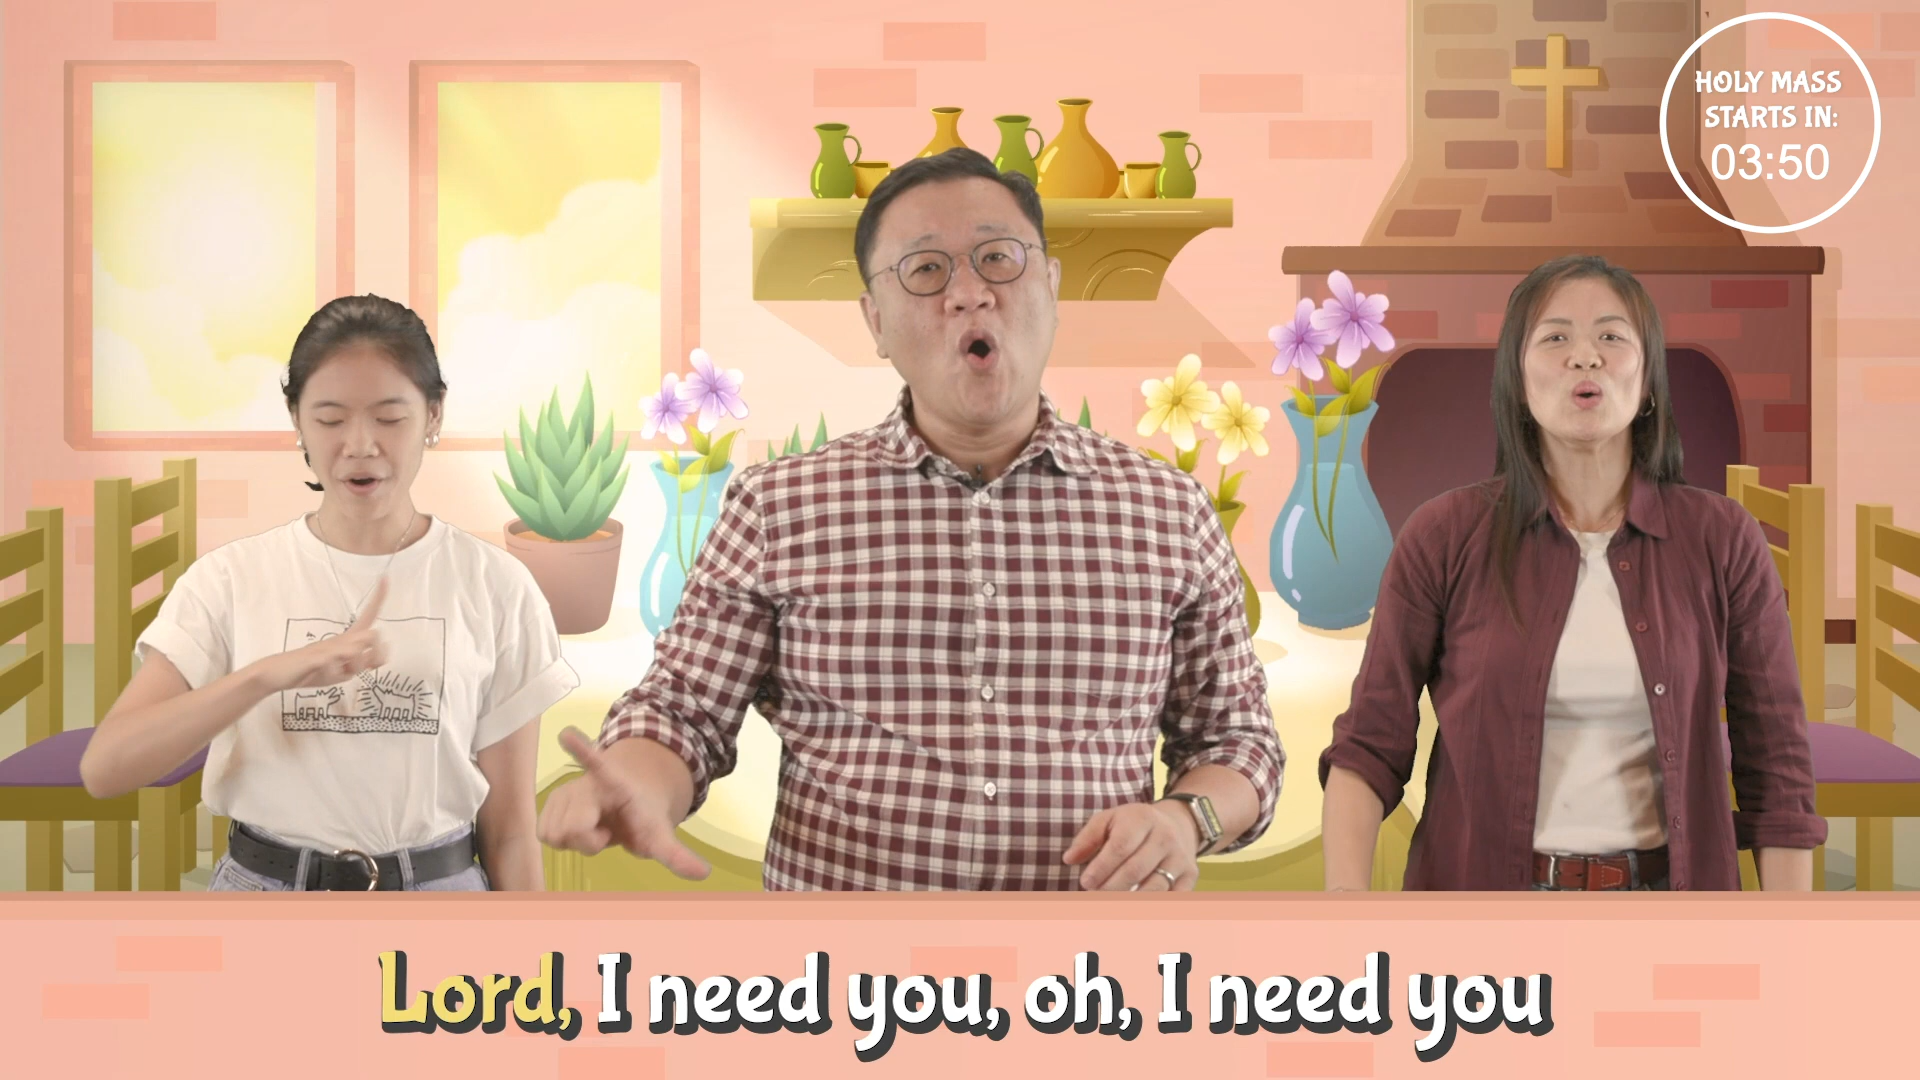 HOLY MASS
STARTS IN:
03:50
Lord, I need you, oh, I need you